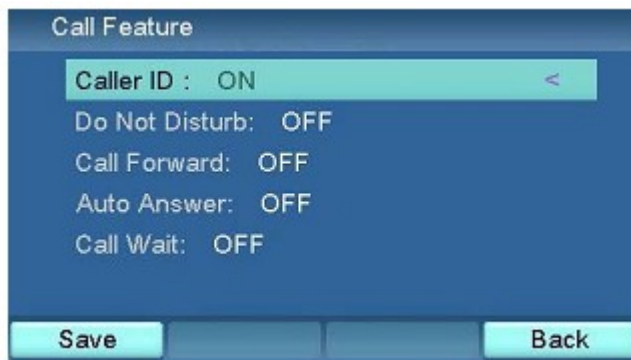 Call Feature
Caller ID : ON <
Do Not Disturb: OFF
Call Forward: OFF
Auto Answer: OFF
Call Wait: OFF
Save Back